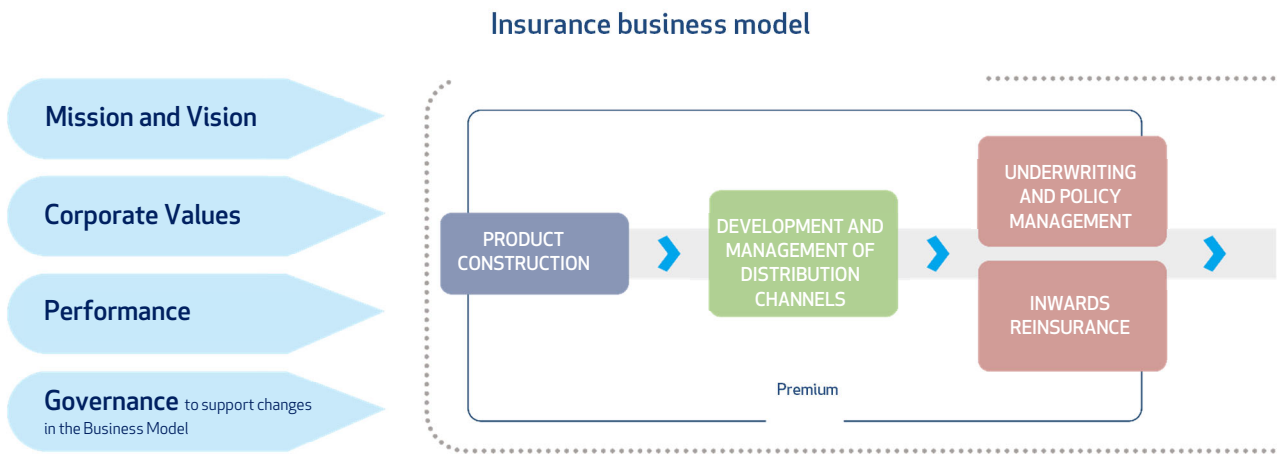 Insurance business model
Mission and Vision
Corporate Values
Performance
Governance to support changes
in the Business Model
PRODUCT
CONSTRUCTION
DEVELOPMENT AND
MANAGEMENT OF
DISTRIBUTION
CHANNELS
UNDERWRITING
AND POLICY
MANAGEMENT
INWARDS
REINSURANCE
Premium